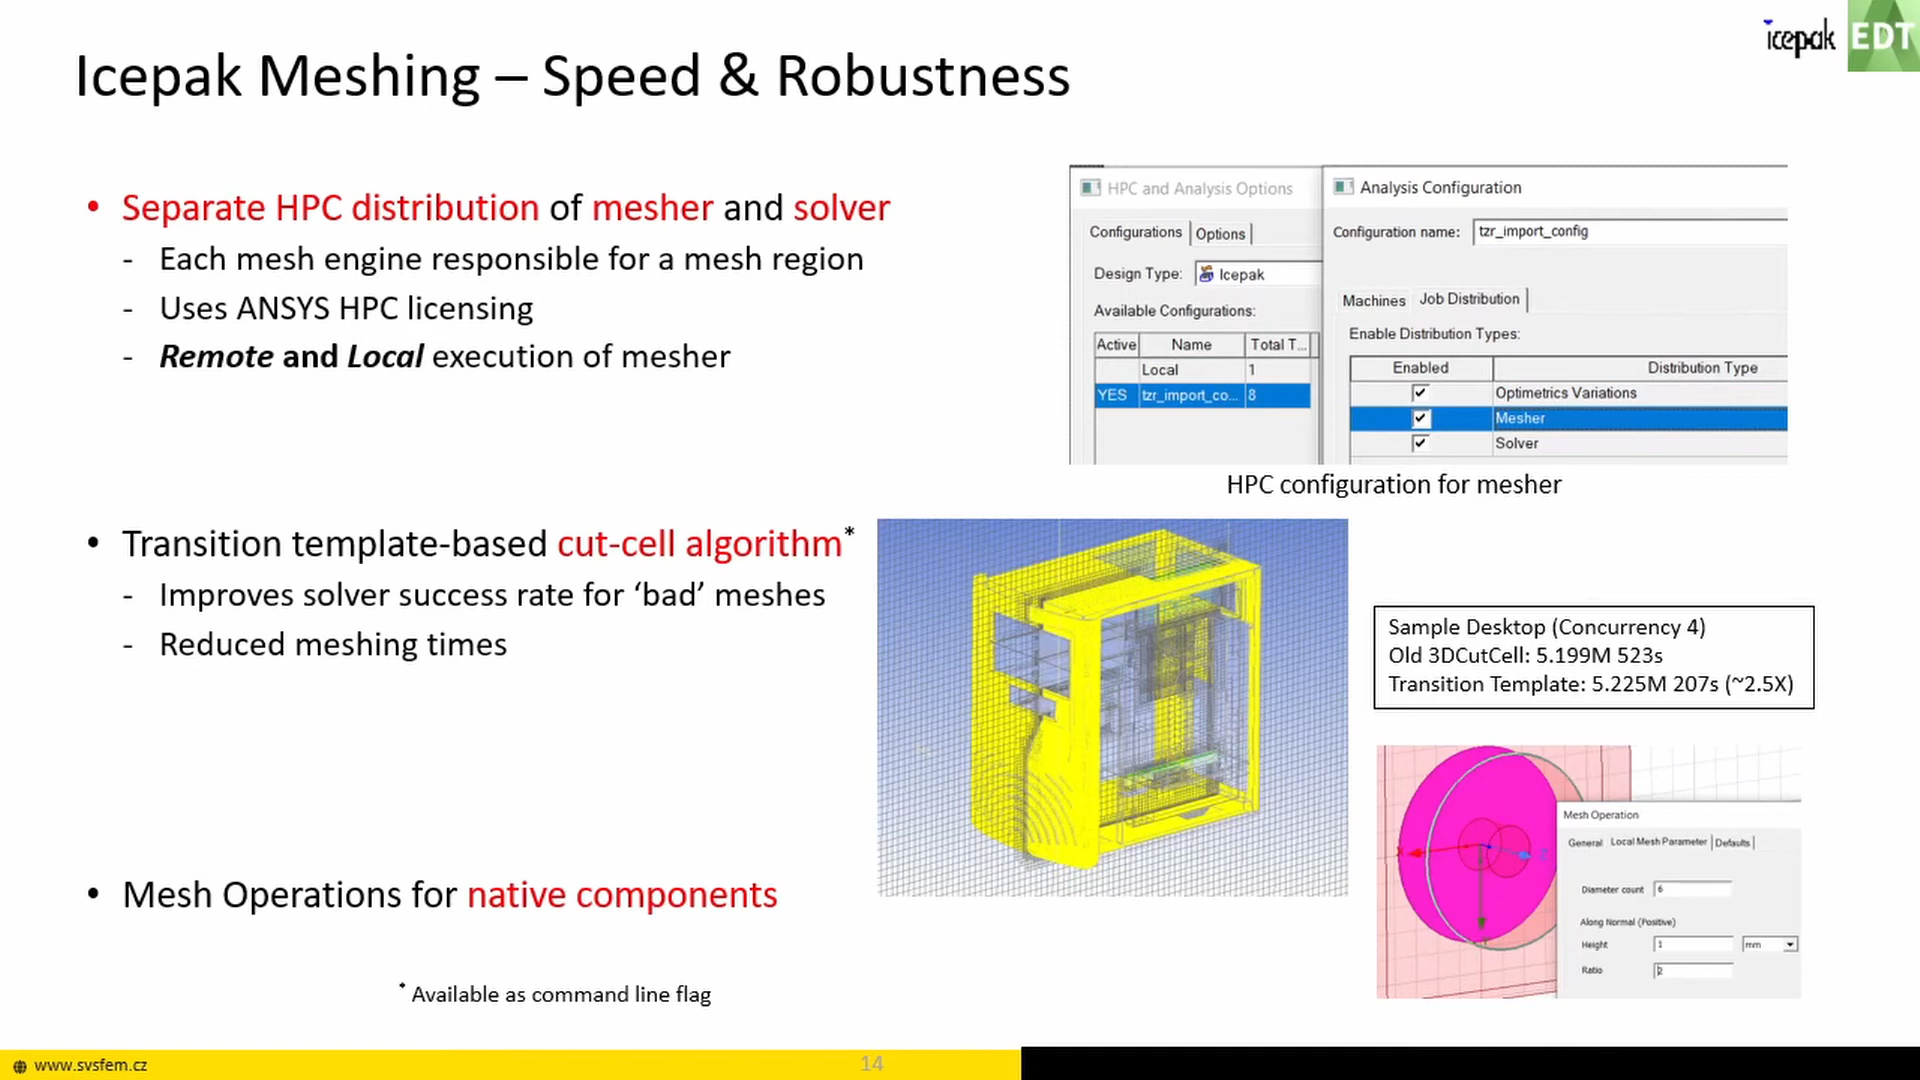 icepak EDT
Icepak Meshing – Speed & Robustness
• Separate HPC distribution of mesher and solver
- Each mesh engine responsible for a mesh region
- Uses ANSYS HPC licensing
- Remote and Local execution of mesher
HPC and Analysis Options
Configurations Options
Design Type: Icepak
Available Configurations:
Active Name Total T...
Local 1
YES tzr_import_co... 8
Analysis Configuration
Configuration name: tzr_import_config
Machines Job Distribution
Enable Distribution Types:
Enabled Distribution Type
Optimetrics Variations
Mesher
Solver
HPC configuration for mesher
• Transition template-based cut-cell algorithm*
- Improves solver success rate for ‘bad’ meshes
- Reduced meshing times
Sample Desktop (Concurrency 4)
Old 3DCutCell: 5.199M 523s
Transition Template: 5.225M 207s (~2.5X)
• Mesh Operations for native components
X Z
Mesh Operation
General Local Mesh Parameter Defaults
Diameter count 6
Along Normal (Positive)
Height 1 mm
Ratio 2
* Available as command line flag
www.svsfem.cz
14